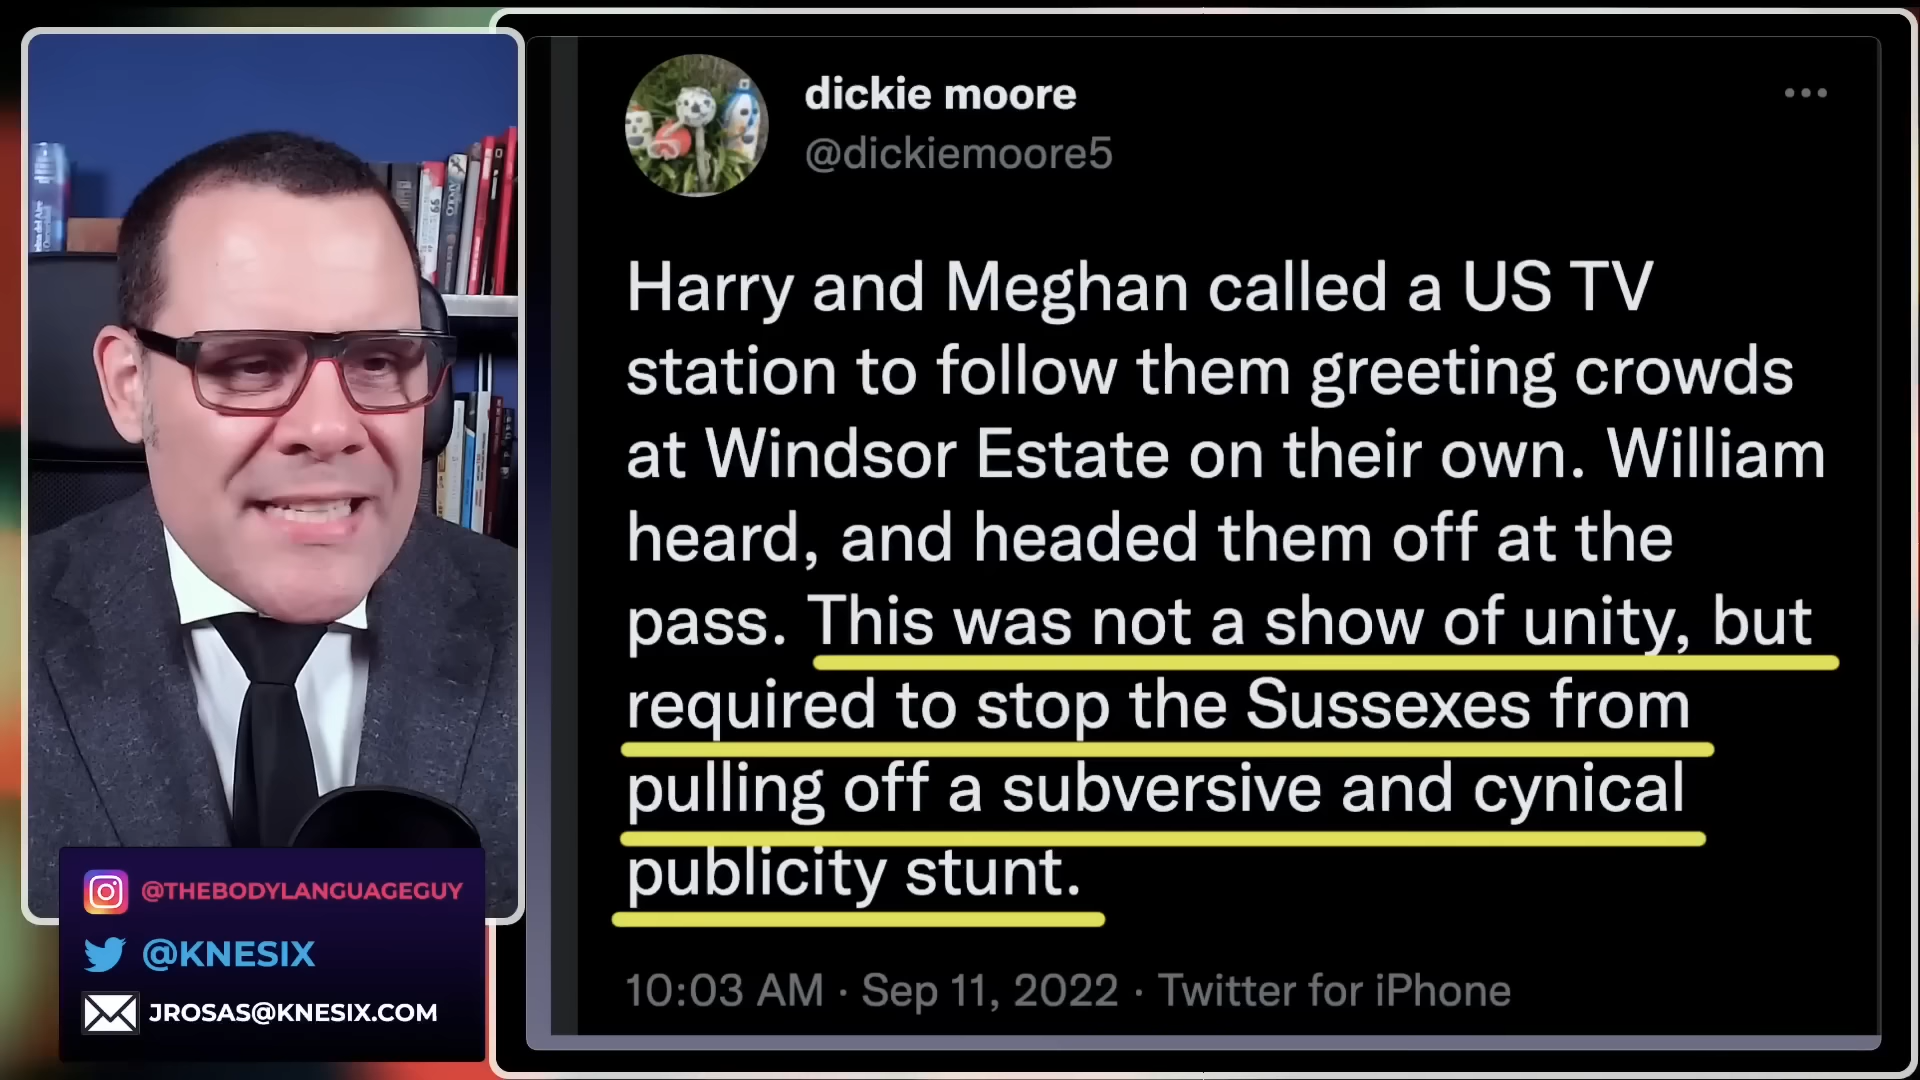 dickie moore
@dickiemoore5
Harry and Meghan called a US TV
station to follow them greeting crowds
at Windsor Estate on their own. William
heard, and headed them off at the
pass. This was not a show of unity, but
required to stop the Sussexes from
pulling off a subversive and cynical
publicity stunt.
10:03 AM · Sep 11, 2022 · Twitter for iPhone
@THEBODYLANGUAGEGUY
@KNESIX
JROSAS@KNESIX.COM